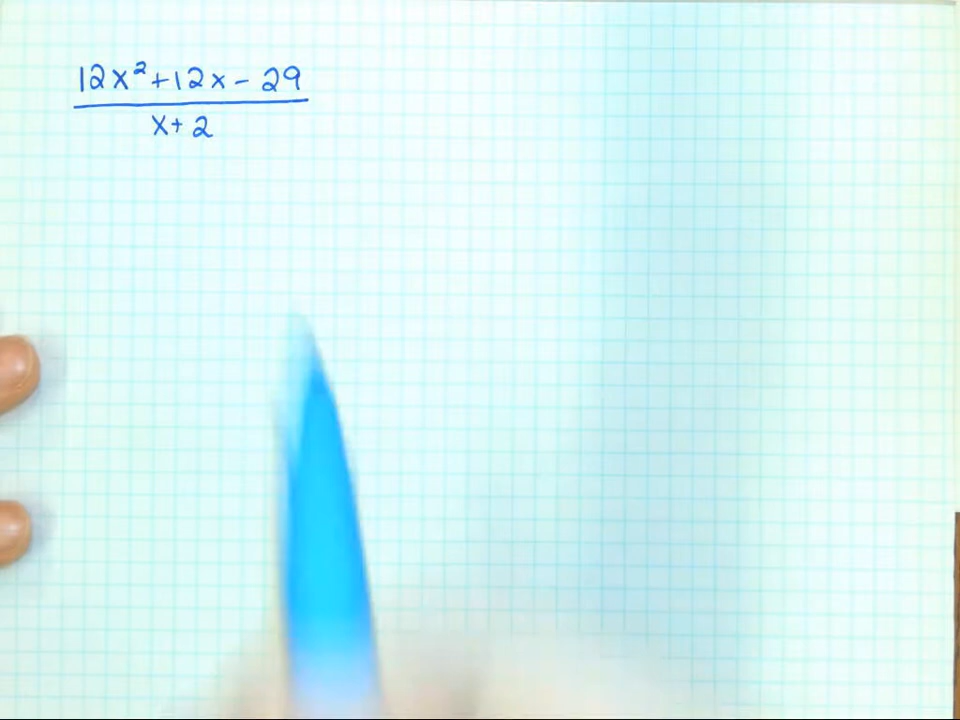 12x² + 12x - 29
x + 2